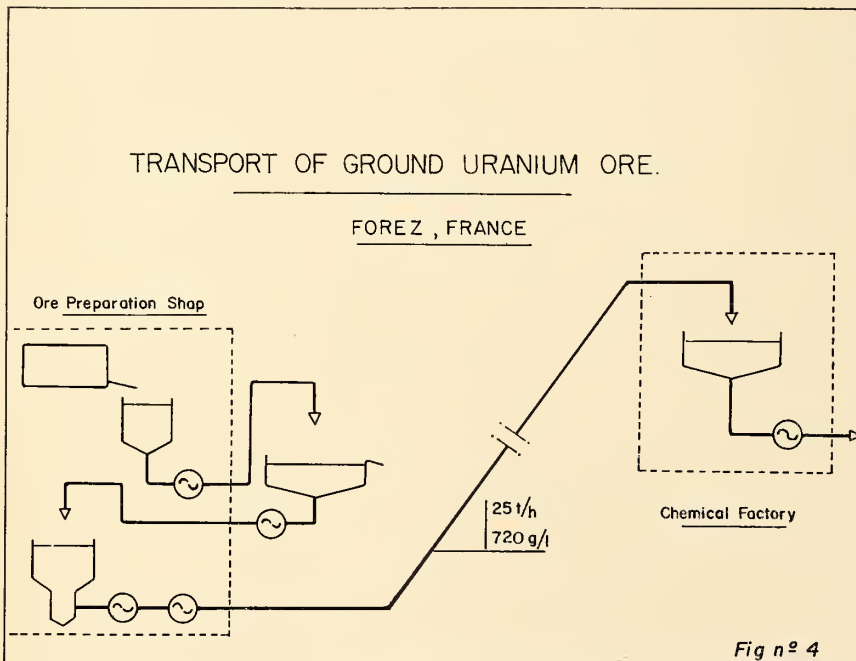 TRANSPORT OF GROUND URANIUM ORE.
FOREZ, FRANCE
Ore Preparation Shap
25 t/h
720 g/l
Chemical Factory
Fig nº 4